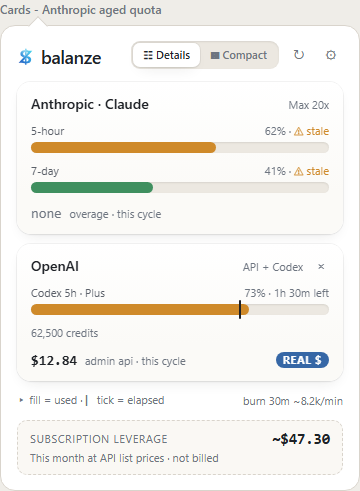 Cards - Anthropic aged quota
balanze
Details
Compact
Anthropic · Claude
Max 20x
5-hour
62% · ⚠ stale
7-day
41% · ⚠ stale
none overage · this cycle
OpenAI
API + Codex ×
Codex 5h · Plus
73% · 1h 30m left
62,500 credits
$12.84 admin api · this cycle
REAL $
‣ fill = used · | tick = elapsed
burn 30m ~8.2k/min
SUBSCRIPTION LEVERAGE
~$47.30
This month at API list prices · not billed